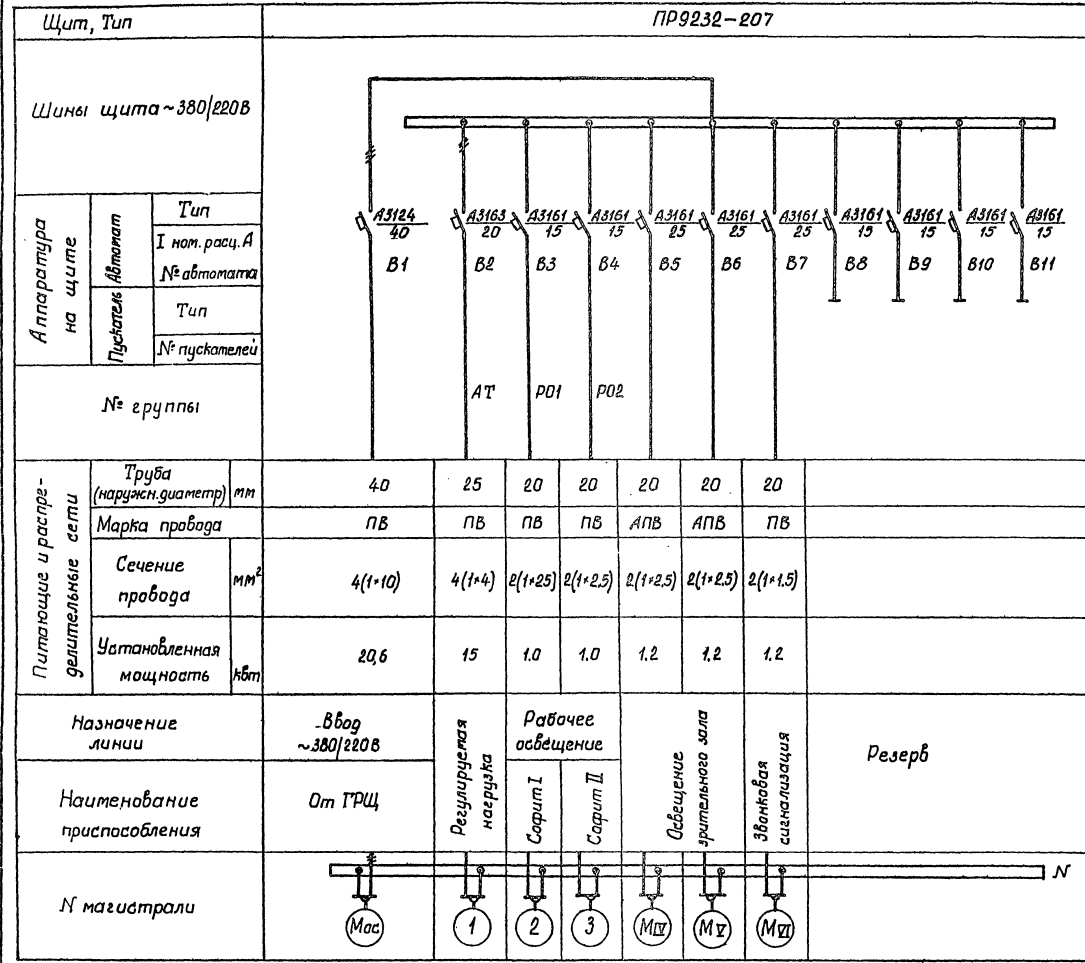 Щит, Тип
ПР9232-207
Шины щита ~380/220В
Аппаратура на щите
Автомат
Тип
I ном. расц. А
№ автомата
Пускатель
Тип
№ пускателей
А3124 А3163 А3161 А3161 А3161 А3161 А3161 А3161 А3161 А3161 А3161
40 20 15 15 25 25 25 15 15 15 15
В1 В2 В3 В4 В5 В6 В7 В8 В9 В10 В11
№ группы
АТ РО1 РО2
Питающие и распре-
делительные сети
Труба
(наружн. диаметр) мм
40 25 20 20 20 20 20
Марка провода
ПВ ПВ ПВ ПВ АПВ АПВ ПВ
Сечение
провода мм²
4(1×10) 4(1×4) 2(1×25) 2(1×2.5) 2(1×2.5) 2(1×2.5) 2(1×1.5)
Установленная
мощность квт
20,6 15 1.0 1.0 1.2 1.2 1.2
Назначение
линии
Ввод
~380/220В
Регулируемая
нагрузка
Рабочее
освещение
Освещение
зрительного зала
Звонковая
сигнализация
Резерв
Наименование
приспособления
От ГРЩ
Софит I
Софит II
N магистрали
N
Мос 1 2 3 МIV МV МVI